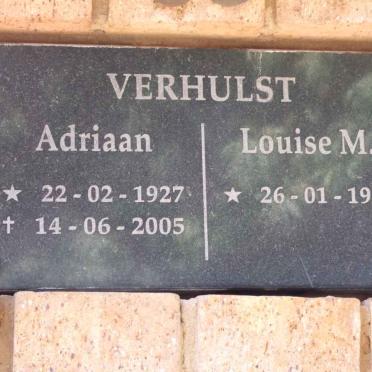 VERHULST
Adriaan
★ 22 - 02 - 1927
✝ 14 - 06 - 2005
Louise M.
★ 26 - 01 - 19